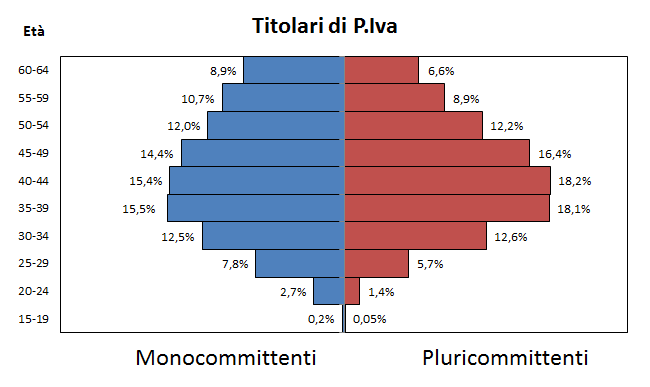 Titolari di P.Iva
Età
60-64 8,9% 6,6%
55-59 10,7% 8,9%
50-54 12,0% 12,2%
45-49 14,4% 16,4%
40-44 15,4% 18,2%
35-39 15,5% 18,1%
30-34 12,5% 12,6%
25-29 7,8% 5,7%
20-24 2,7% 1,4%
15-19 0,2% 0,05%
Monocommittenti Pluricommittenti